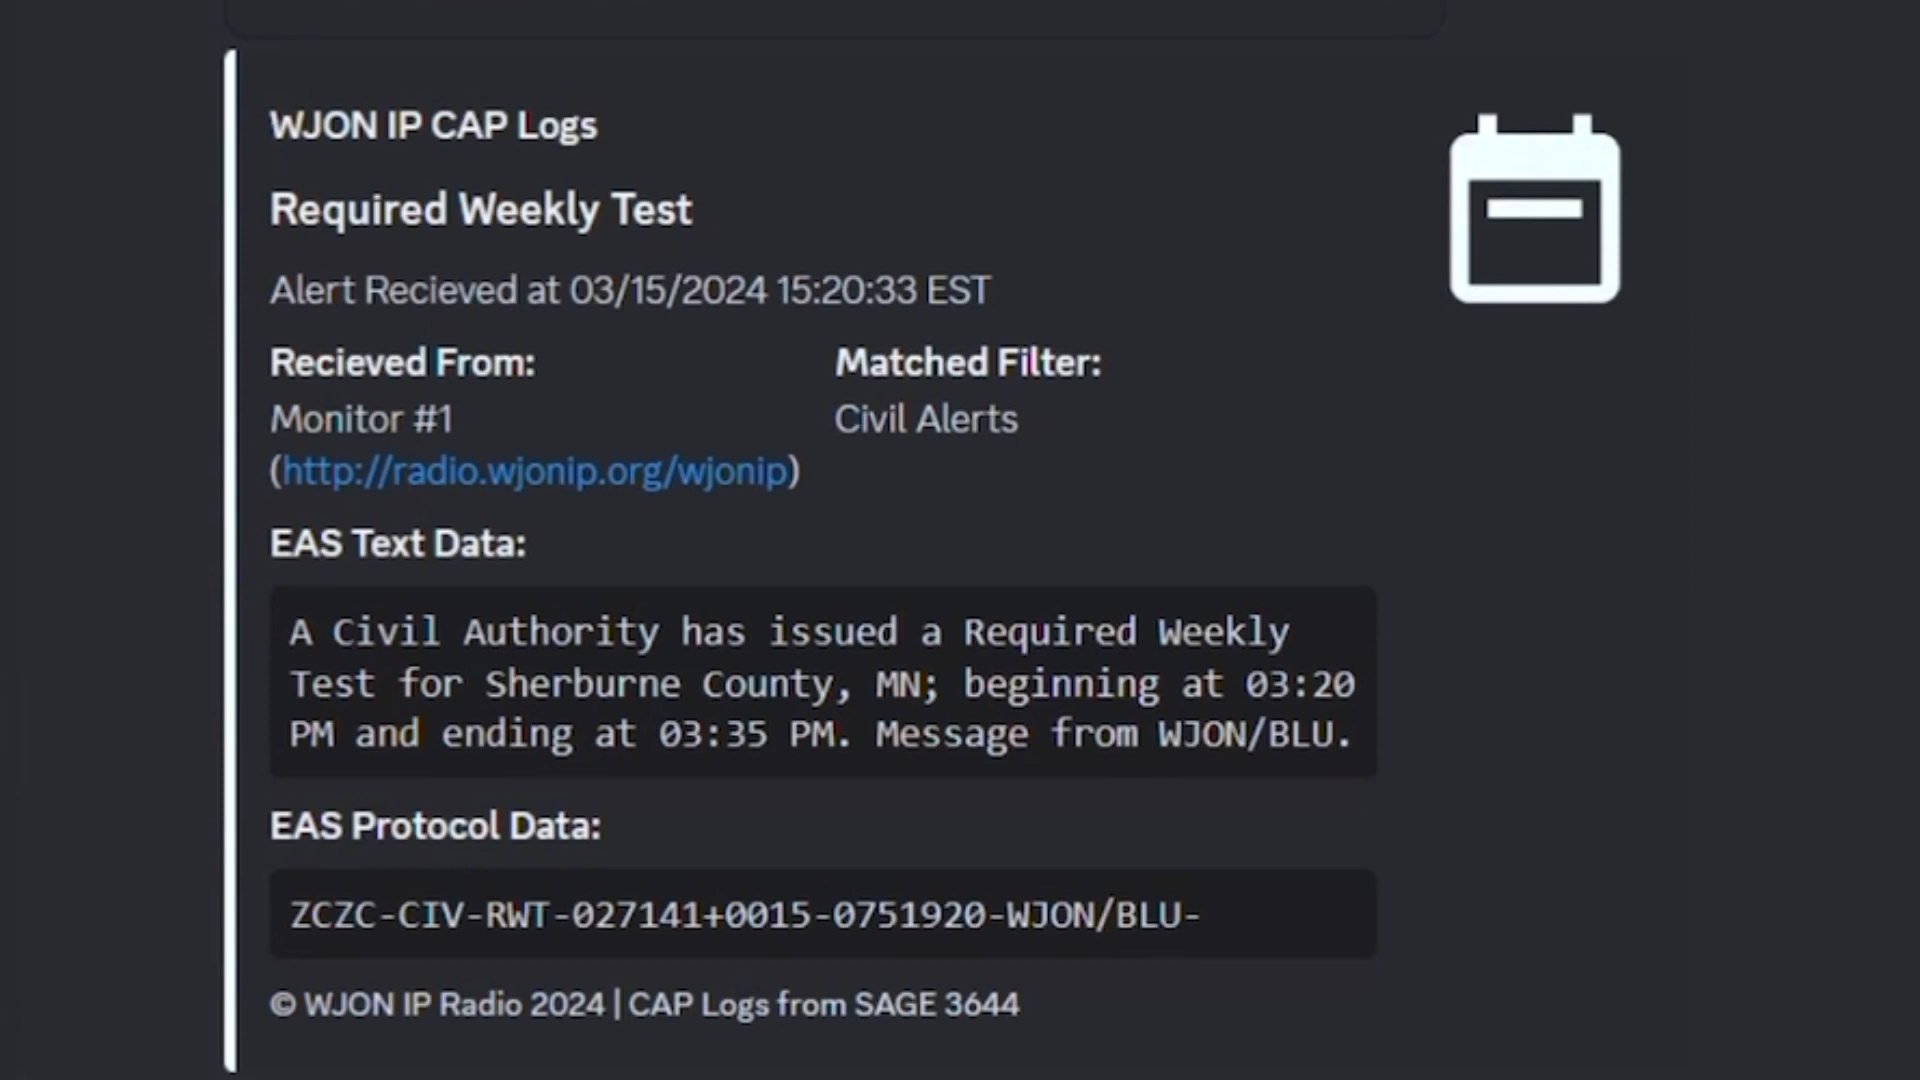 WJON IP CAP Logs
Required Weekly Test
Alert Recieved at 03/15/2024 15:20:33 EST
Recieved From:
Monitor #1
(http://radio.wjonip.org/wjonip)
Matched Filter:
Civil Alerts
EAS Text Data:
A Civil Authority has issued a Required Weekly
Test for Sherburne County, MN; beginning at 03:20
PM and ending at 03:35 PM. Message from WJON/BLU.
EAS Protocol Data:
ZCZC-CIV-RWT-027141+0015-0751920-WJON/BLU-
© WJON IP Radio 2024 | CAP Logs from SAGE 3644